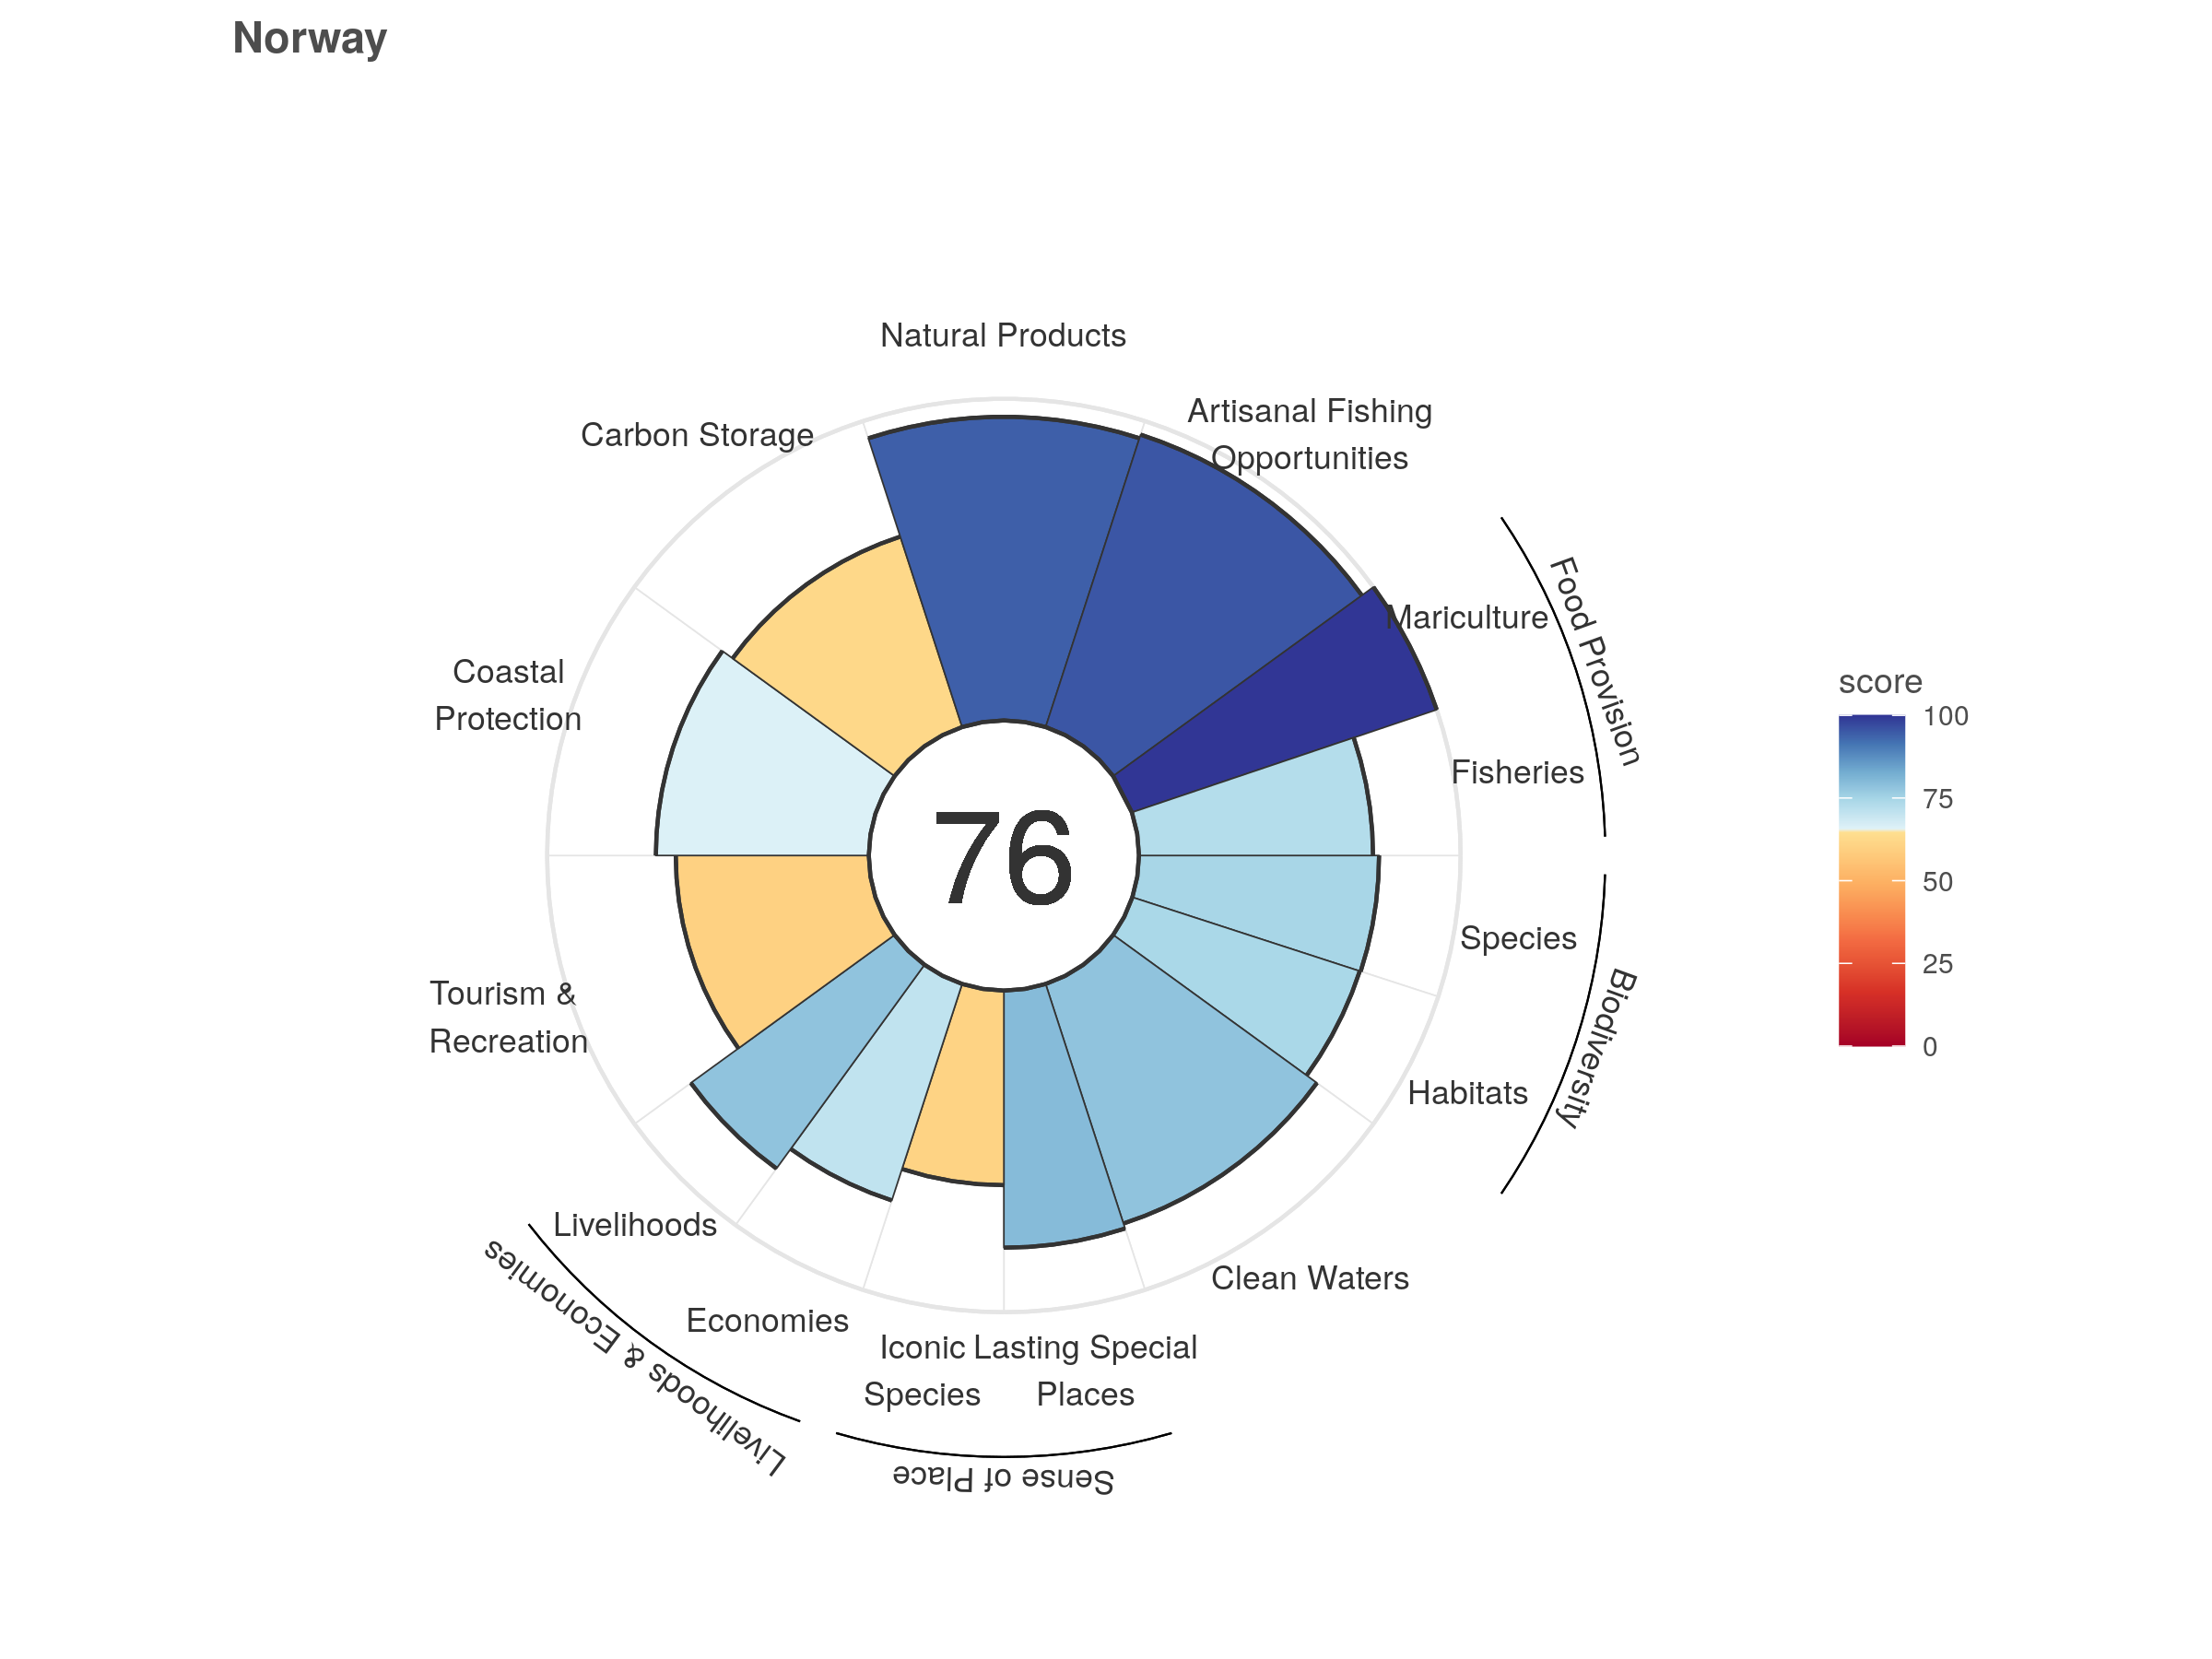 Norway
Natural Products
Artisanal Fishing
Opportunities
Carbon Storage
Mariculture
Food Provision
Coastal
Protection
Fisheries
score
100
75
50
25
0
76
Species
Biodiversity
Tourism &
Recreation
Habitats
Livelihoods
Clean Waters
Economies
Livelihoods & Economies
Iconic
Species
Lasting Special
Places
Sense of Place